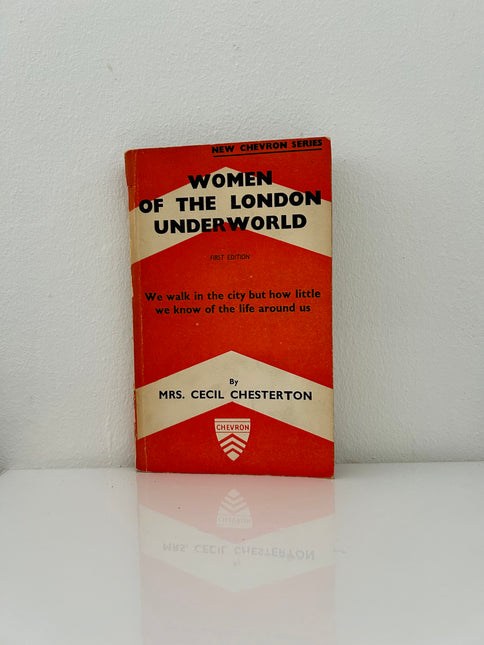 NEW CHEVRON SERIES
WOMEN
OF THE LONDON
UNDERWORLD
FIRST EDITION
We walk in the city but how little
we know of the life around us
By
MRS. CECIL CHESTERTON
CHEVRON